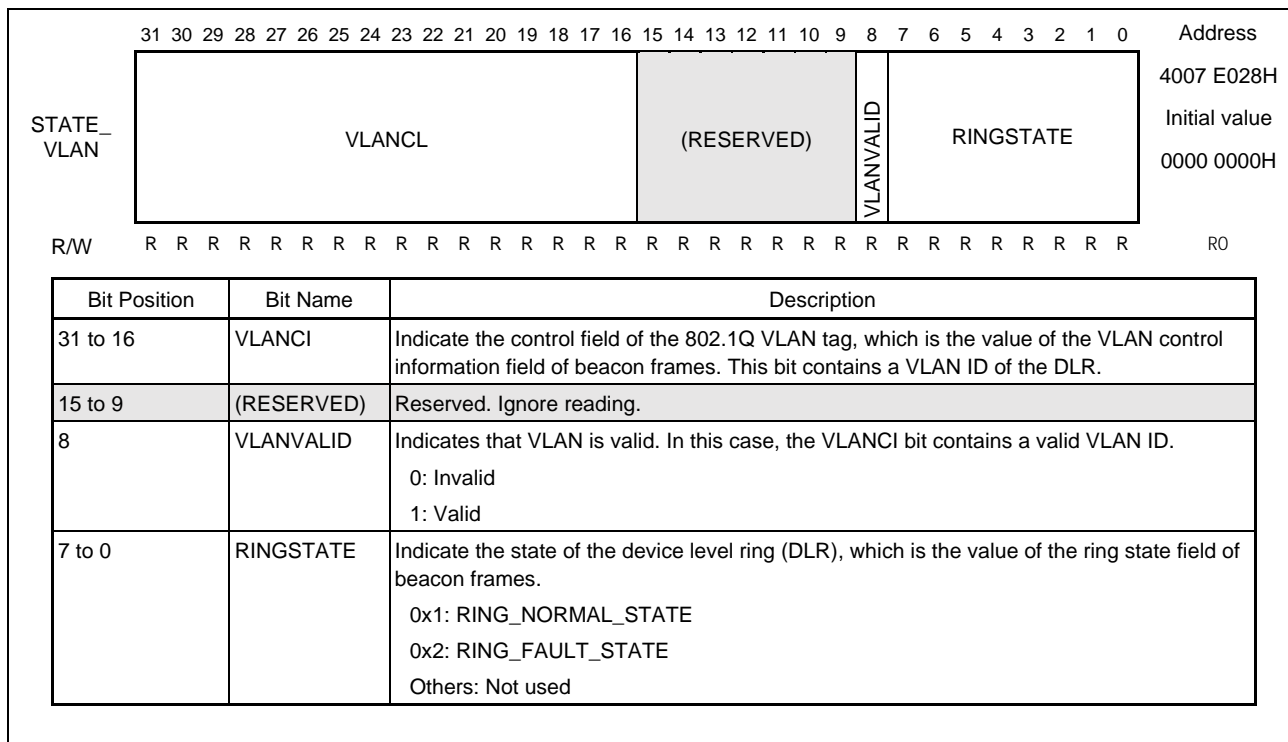 31 30 29 28 27 26 25 24 23 22 21 20 19 18 17 16 15 14 13 12 11 10 9 8 7 6 5 4 3 2 1 0 Address
4007 E028H
STATE_
VLAN
VLANCL
(RESERVED)
VLANVALID
RINGSTATE
Initial value
0000 0000H
R/W R R R R R R R R R R R R R R R R R R R R R R R R R R R R R R R R R0
Bit Position Bit Name Description
31 to 16 VLANCI Indicate the control field of the 802.1Q VLAN tag, which is the value of the VLAN control
information field of beacon frames. This bit contains a VLAN ID of the DLR.
15 to 9 (RESERVED) Reserved. Ignore reading.
8 VLANVALID Indicates that VLAN is valid. In this case, the VLANCI bit contains a valid VLAN ID.
0: Invalid
1: Valid
7 to 0 RINGSTATE Indicate the state of the device level ring (DLR), which is the value of the ring state field of
beacon frames.
0x1: RING_NORMAL_STATE
0x2: RING_FAULT_STATE
Others: Not used